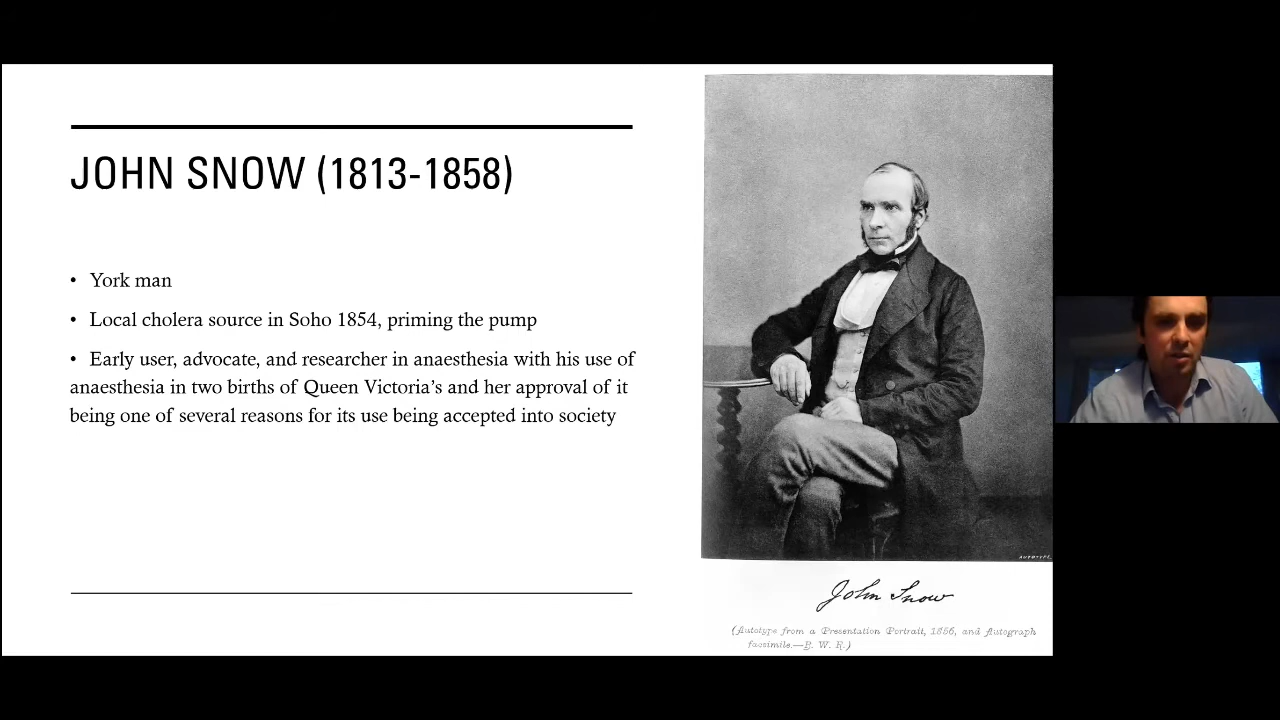 JOHN SNOW (1813-1858)
• York man
• Local cholera source in Soho 1854, priming the pump
• Early user, advocate, and researcher in anaesthesia with his use of
anaesthesia in two births of Queen Victoria’s and her approval of it
being one of several reasons for its use being accepted into society
AUTOTYPE
John Snow
(Autotype from a Presentation Portrait, 1856, and Autograph
facsimile.—B. W. R.)